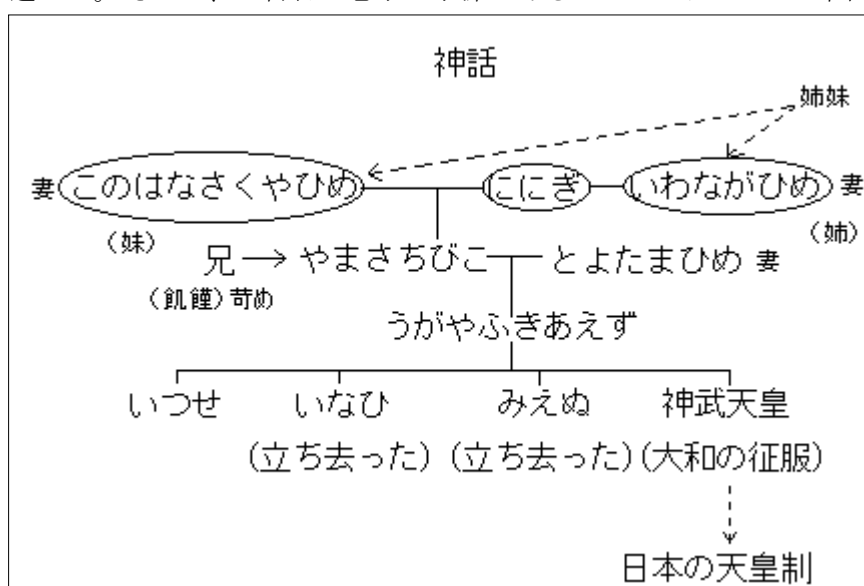 神話
姉妹
妻 このはなさくやひめ ににぎ いわながひめ 妻
(妹) (姉)
兄 → やまさちびこ とよたまひめ 妻
(飢饉) 苛め
うがやふきあえず
いつせ いなひ みえぬ 神武天皇
(立ち去った) (立ち去った) (大和の征服)
日本の天皇制